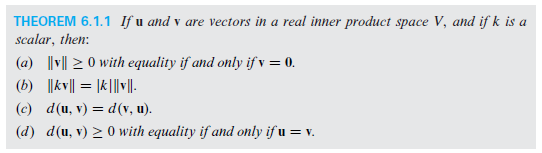 THEOREM 6.1.1 If u and v are vectors in a real inner product space V, and if k is a
scalar, then:
(a) ‖v‖ ≥ 0 with equality if and only if v = 0.
(b) ‖kv‖ = |k|‖v‖.
(c) d(u, v) = d(v, u).
(d) d(u, v) ≥ 0 with equality if and only if u = v.